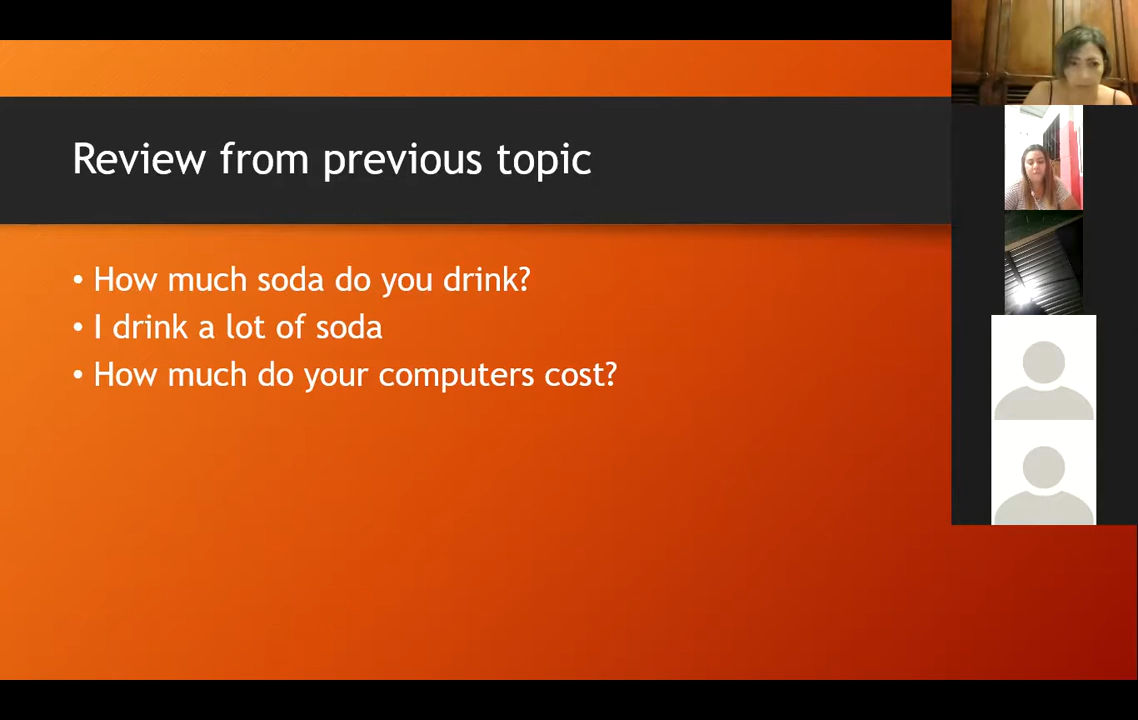 Review from previous topic
• How much soda do you drink?
• I drink a lot of soda
• How much do your computers cost?